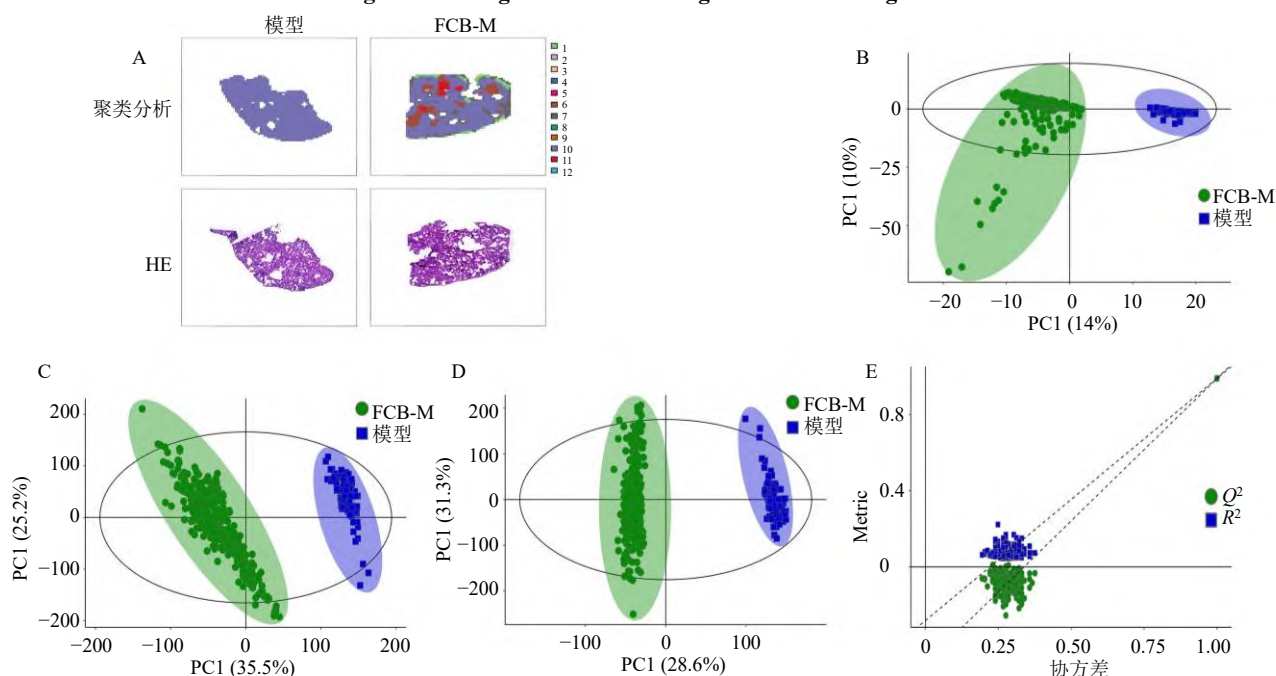 模型
FCB-M
A
聚类分析
HE
1
2
3
4
5
6
7
8
9
10
11
12
B
0
−25
−50
PC1 (10%)
−20
−10
0
10
20
PC1 (14%)
FCB-M
模型
C
200
100
0
−100
−200
PC1 (25.2%)
−200
−100
0
100
200
PC1 (35.5%)
FCB-M
模型
D
200
100
0
−100
−200
PC1 (31.3%)
0
100
PC1 (28.6%)
FCB-M
模型
E
0.8
0.4
0
Metric
0
0.25
0.50
0.75
1.00
协方差
Q²
R²